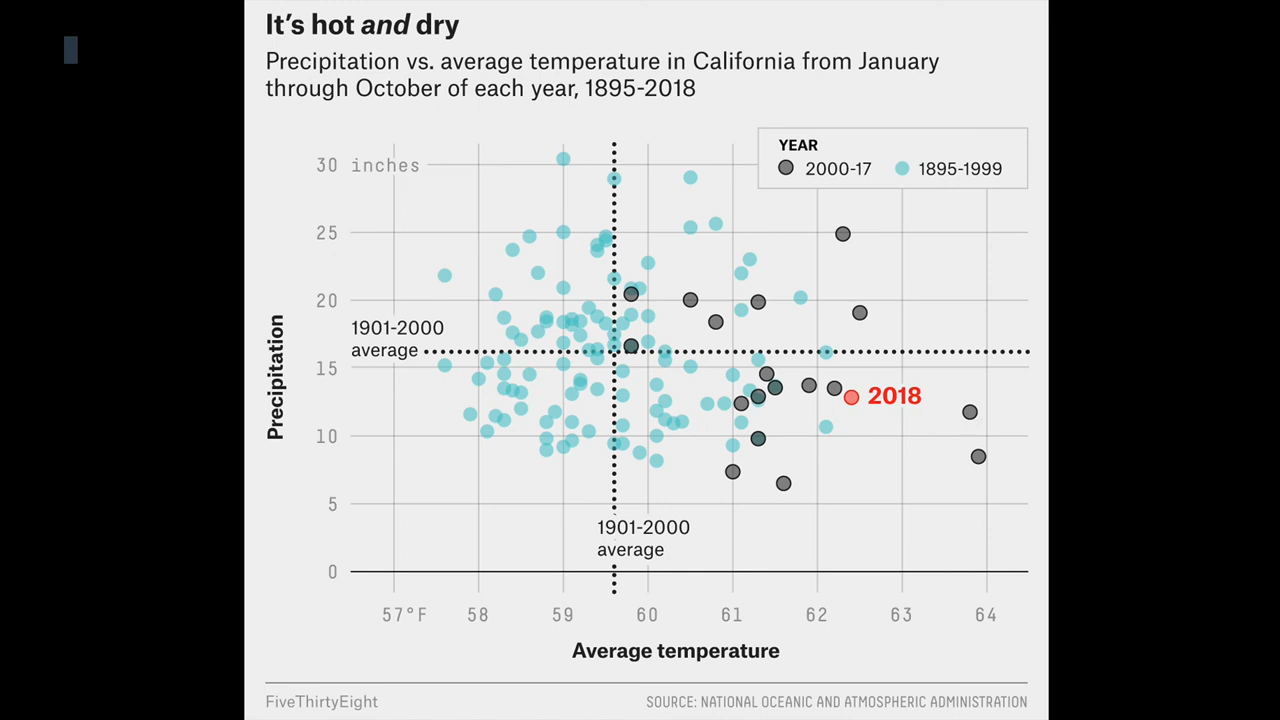 It's hot and dry
Precipitation vs. average temperature in California from January
through October of each year, 1895-2018
YEAR
2000-17 1895-1999
30 inches
25
20
1901-2000
average
15
10
5
0
Precipitation
2018
1901-2000
average
57°F 58 59 60 61 62 63 64
Average temperature
FiveThirtyEight SOURCE: NATIONAL OCEANIC AND ATMOSPHERIC ADMINISTRATION